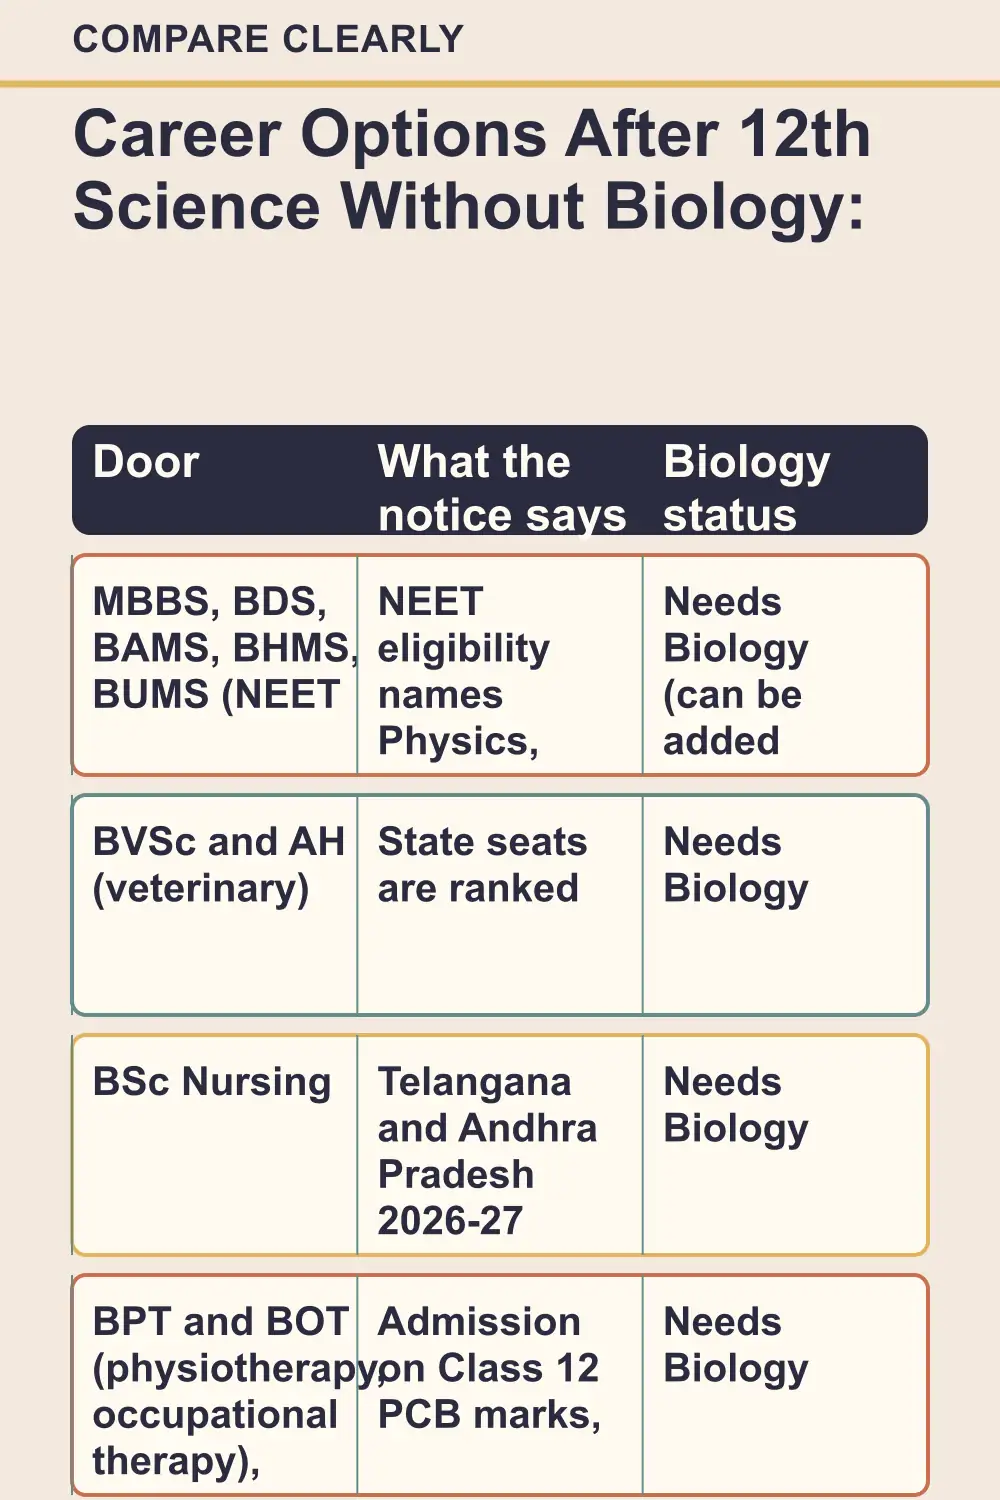 COMPARE CLEARLY
Career Options After 12th
Science Without Biology:
Door
What the
notice says
Biology
status
MBBS, BDS,
BAMS, BHMS,
BUMS (NEET
NEET
eligibility
names
Physics,
Needs
Biology
(can be
added
BVSc and AH
(veterinary)
State seats
are ranked
Needs
Biology
BSc Nursing
Telangana
and Andhra
Pradesh
2026-27
Needs
Biology
BPT and BOT
(physiotherapy,
occupational
therapy),
Admission
on Class 12
PCB marks,
Needs
Biology